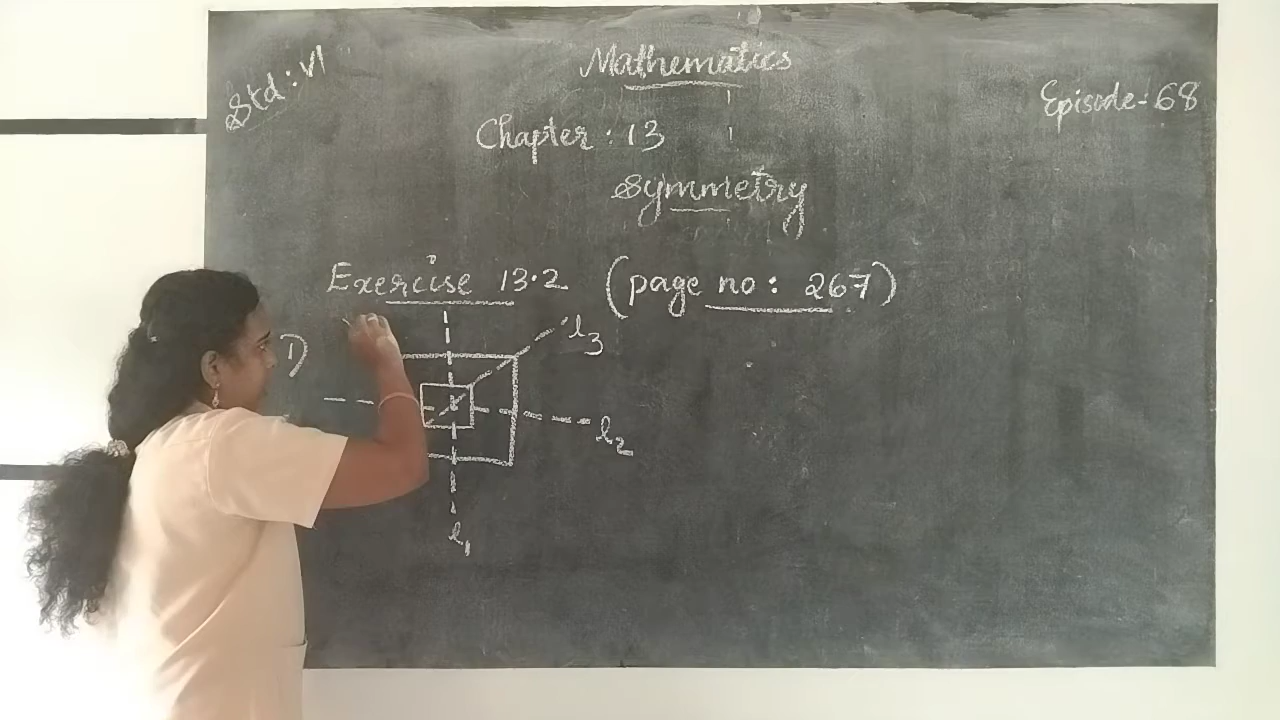 Std: VI
Mathematics
Episode-68
Chapter: 13
Symmetry
Exercise 13.2 (page no: 267)
1)
l3
l2
l1